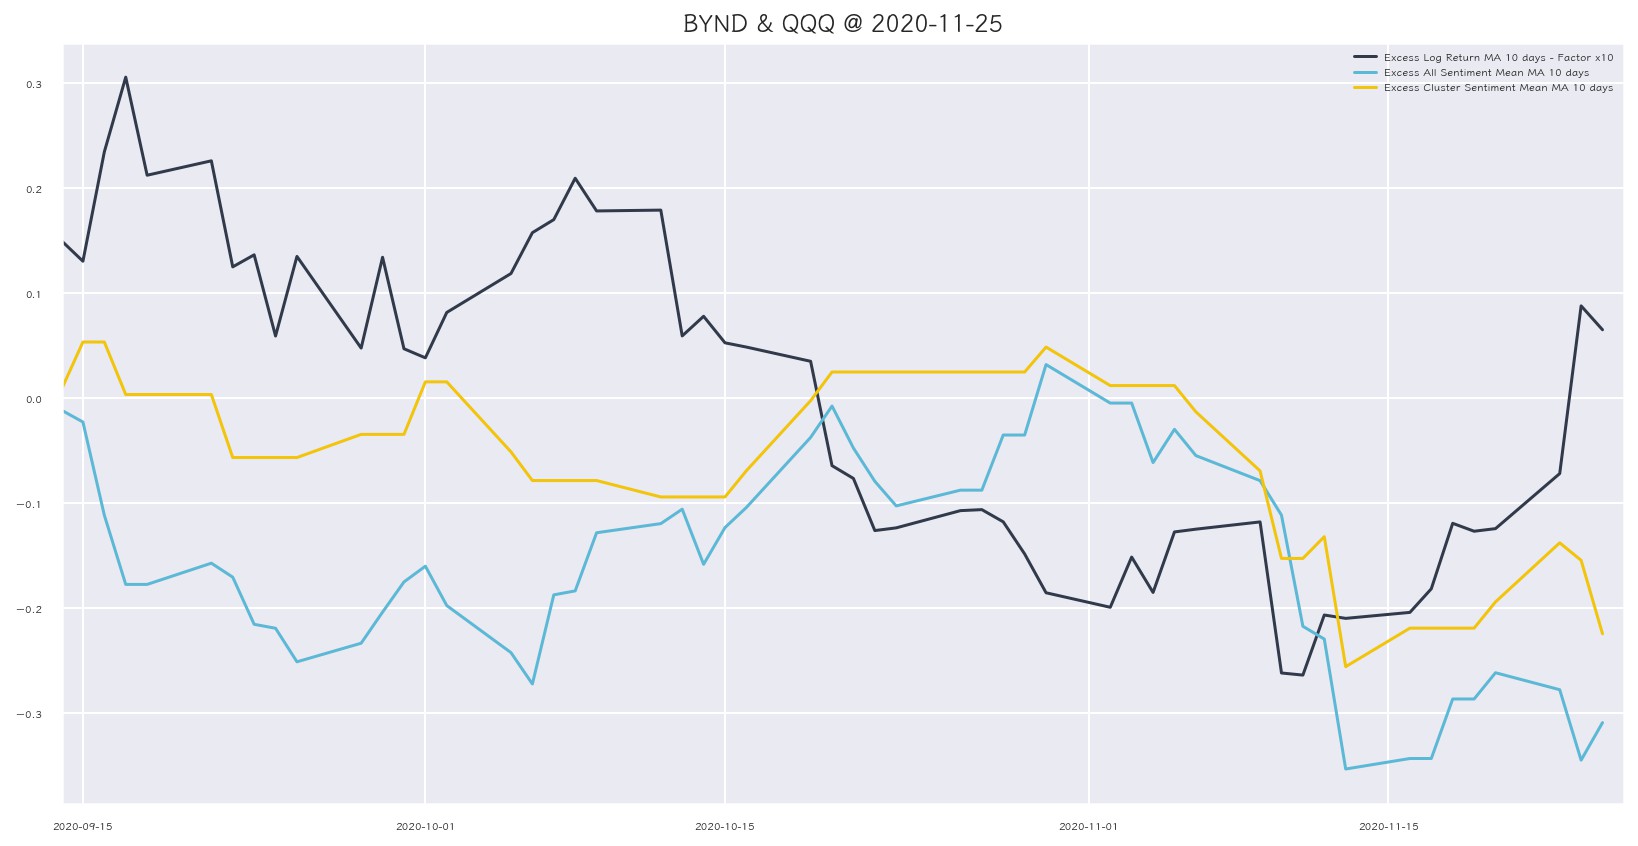 BYND & QQQ @ 2020-11-25
Excess Log Return MA 10 days - Factor x10
Excess All Sentiment Mean MA 10 days
Excess Cluster Sentiment Mean MA 10 days
0.3
0.2
0.1
0.0
−0.1
−0.2
−0.3
2020-09-15 2020-10-01 2020-10-15 2020-11-01 2020-11-15